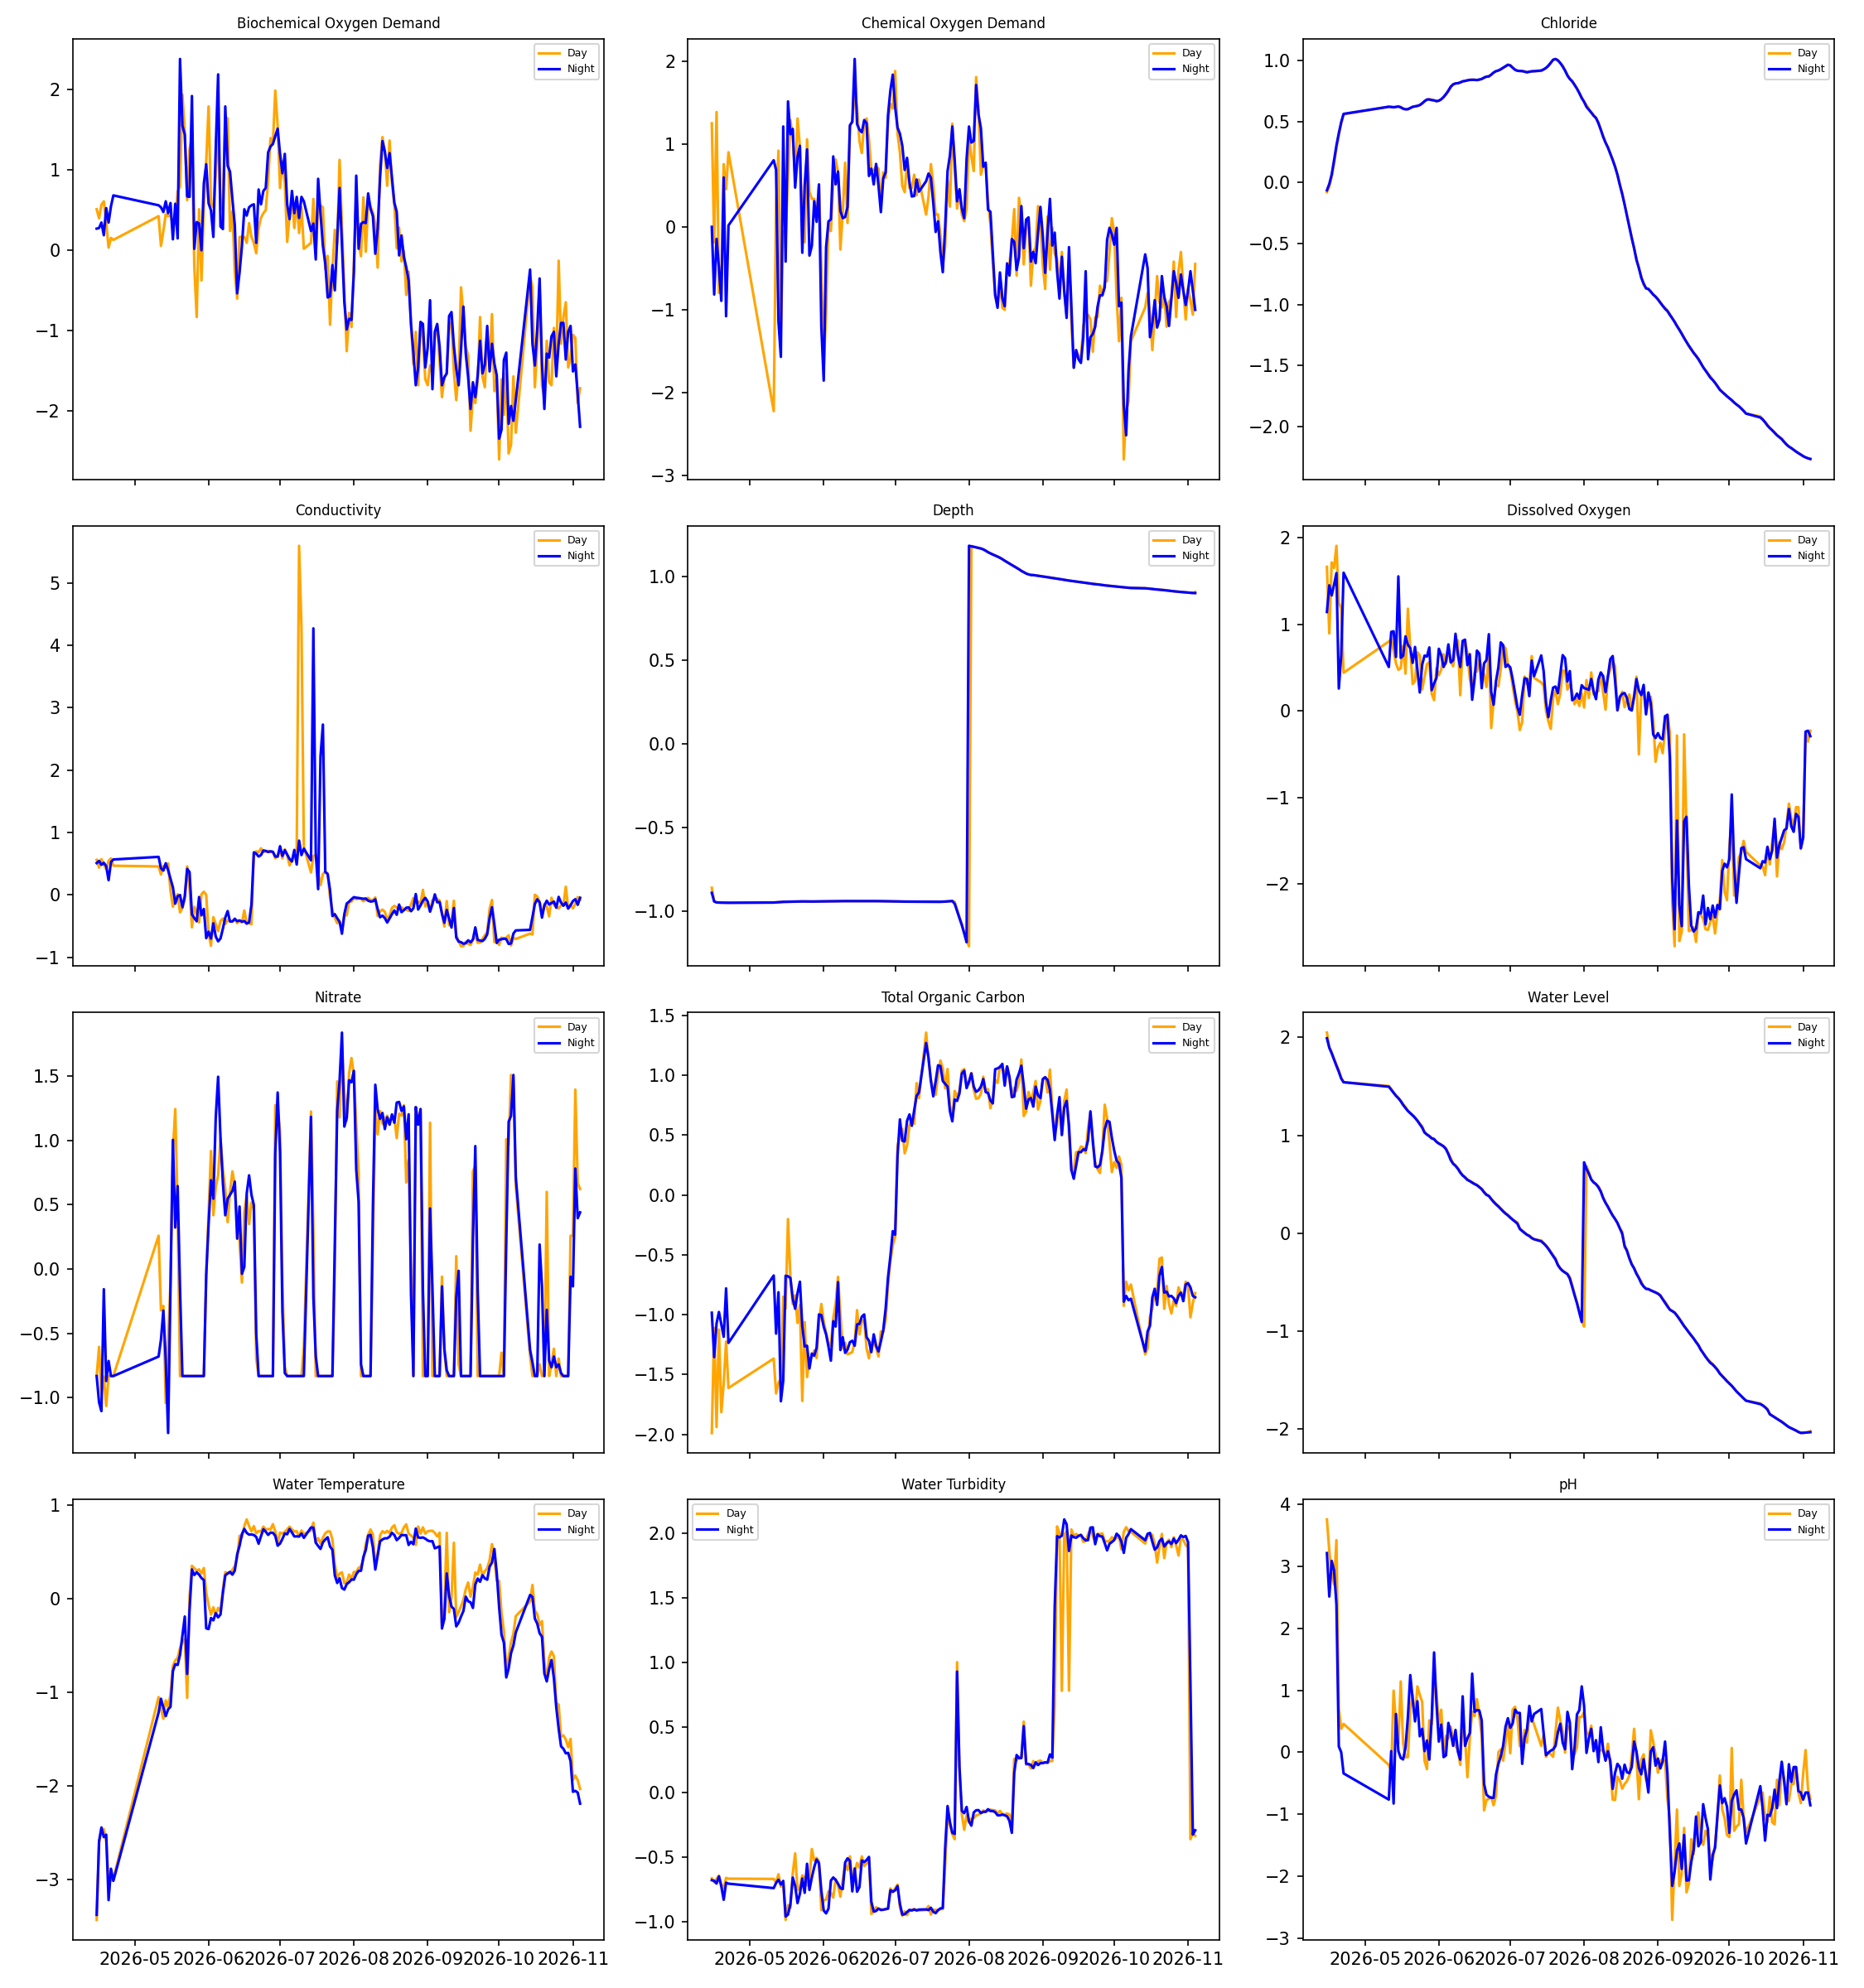 Biochemical Oxygen Demand
Day
Night
2
1
0
−1
−2
Chemical Oxygen Demand
Day
Night
2
1
0
−1
−2
−3
Chloride
Day
Night
1.0
0.5
0.0
−0.5
−1.0
−1.5
−2.0
Conductivity
Day
Night
5
4
3
2
1
0
−1
Depth
Day
Night
1.0
0.5
0.0
−0.5
−1.0
Dissolved Oxygen
Day
Night
2
1
0
−1
−2
Nitrate
Day
Night
1.5
1.0
0.5
0.0
−0.5
−1.0
Total Organic Carbon
Day
Night
1.5
1.0
0.5
0.0
−0.5
−1.0
−1.5
−2.0
Water Level
Day
Night
2
1
0
−1
−2
Water Temperature
Day
Night
1
0
−1
−2
−3
2026-05 2026-06 2026-07 2026-08 2026-09 2026-10 2026-11
Water Turbidity
Day
Night
2.0
1.5
1.0
0.5
0.0
−0.5
−1.0
2026-05 2026-06 2026-07 2026-08 2026-09 2026-10 2026-11
pH
Day
Night
4
3
2
1
0
−1
−2
−3
2026-05 2026-06 2026-07 2026-08 2026-09 2026-10 2026-11